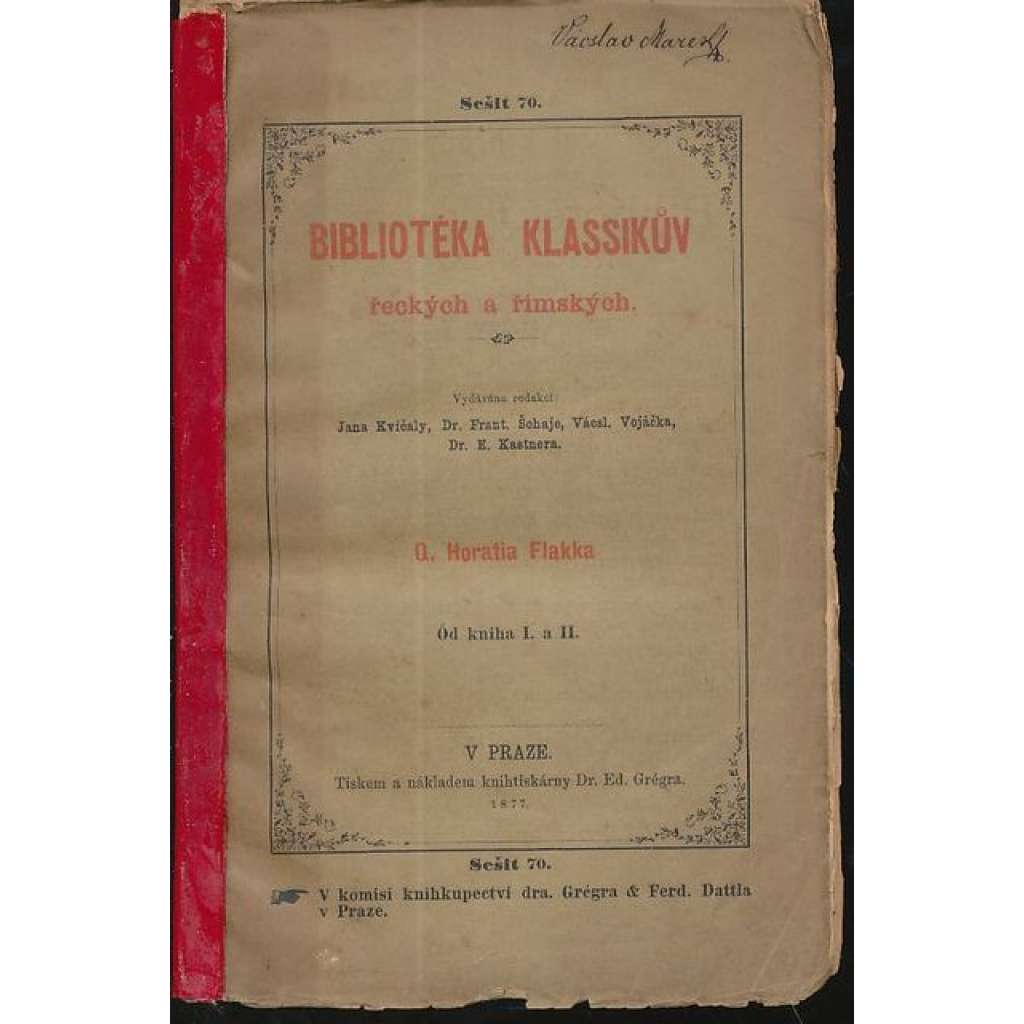 Vácslav Mareš
Sešit 70.
BIBLIOTÉKA KLASSIKŮV
řeckých a římských.
Vydávána redakcí:
Jana Kvíčaly, Dr. Frant. Šohaje, Vácsl. Vojáčka,
Dr. E. Kastnera.
Q. Horatia Flakka
Ód kniha I. a II.
V PRAZE.
Tiskem a nákladem knihtiskárny Dr. Ed. Grégra.
1877.
Sešit 70.
V komisi knihkupectví dra. Grégra & Ferd. Dattla
v Praze.